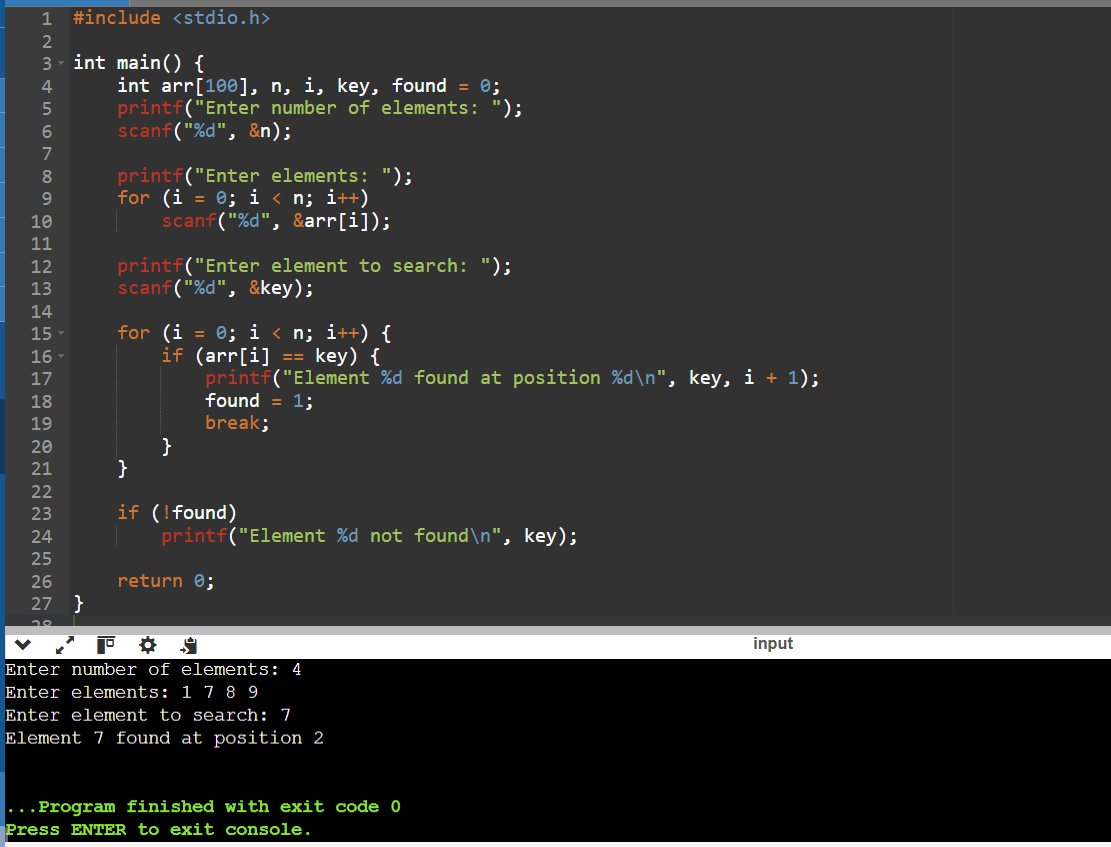 1 #include <stdio.h>
2
3 int main() {
4     int arr[100], n, i, key, found = 0;
5     printf("Enter number of elements: ");
6     scanf("%d", &n);
7
8     printf("Enter elements: ");
9     for (i = 0; i < n; i++)
10         scanf("%d", &arr[i]);
11
12     printf("Enter element to search: ");
13     scanf("%d", &key);
14
15     for (i = 0; i < n; i++) {
16         if (arr[i] == key) {
17             printf("Element %d found at position %d\n", key, i + 1);
18             found = 1;
19             break;
20         }
21     }
22
23     if (!found)
24         printf("Element %d not found\n", key);
25
26     return 0;
27 }
28
input
Enter number of elements: 4
Enter elements: 1 7 8 9
Enter element to search: 7
Element 7 found at position 2
...Program finished with exit code 0
Press ENTER to exit console.